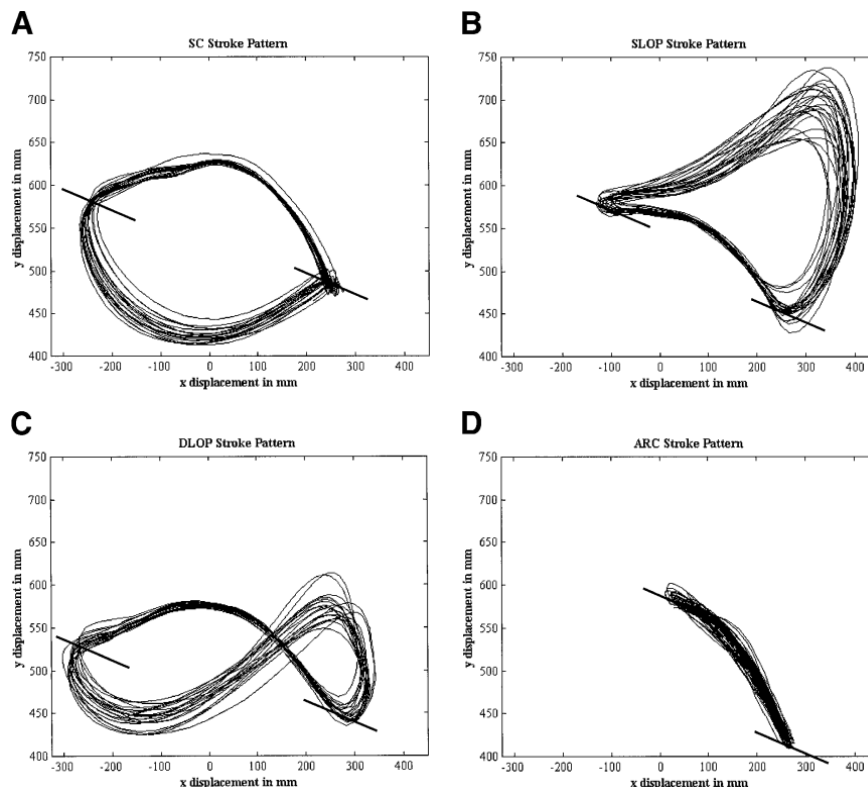 A
SC Stroke Pattern
750
700
650
600
550
500
450
400
y displacement in mm
-300 -200 -100 0 100 200 300 400
x displacement in mm
B
SLOP Stroke Pattern
750
700
650
600
550
500
450
400
y displacement in mm
-300 -200 -100 0 100 200 300 400
x displacement in mm
C
DLOP Stroke Pattern
750
700
650
600
550
500
450
400
y displacement in mm
-300 -200 -100 0 100 200 300 400
x displacement in mm
D
ARC Stroke Pattern
750
700
650
600
550
500
450
400
y displacement in mm
-300 -200 -100 0 100 200 300 400
x displacement in mm